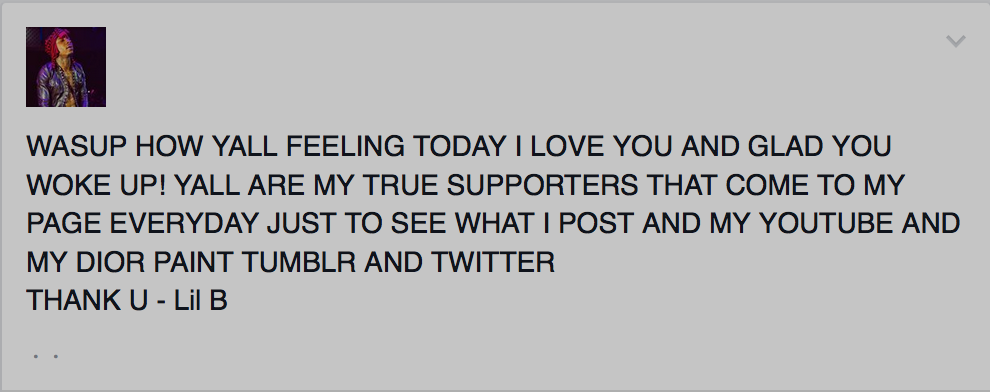 WASUP HOW YALL FEELING TODAY I LOVE YOU AND GLAD YOU
WOKE UP! YALL ARE MY TRUE SUPPORTERS THAT COME TO MY
PAGE EVERYDAY JUST TO SEE WHAT I POST AND MY YOUTUBE AND
MY DIOR PAINT TUMBLR AND TWITTER
THANK U - Lil B